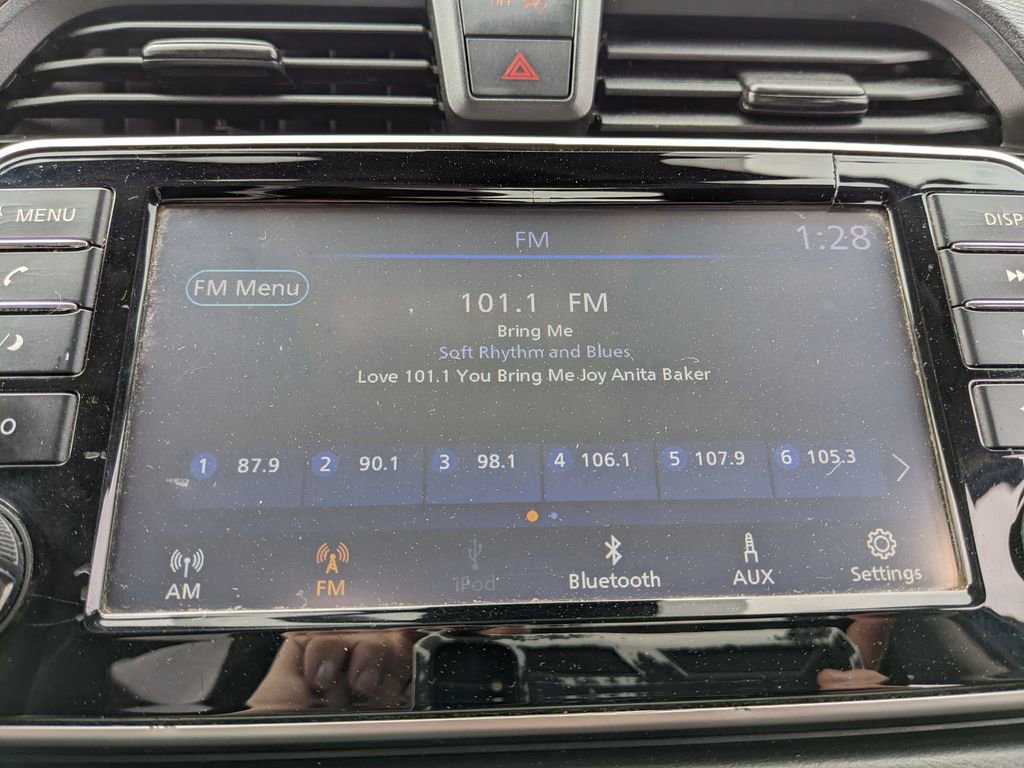 OFF
MENU
DISP
FM
1:28
FM Menu
101.1 FM
Bring Me
Soft Rhythm and Blues
Love 101.1 You Bring Me Joy Anita Baker
1 87.9 2 90.1 3 98.1 4 106.1 5 107.9 6 105.3
AM FM iPod Bluetooth AUX Settings